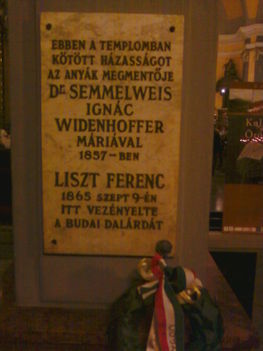 EBBEN A TEMPLOMBAN
KÖTÖTT HÁZASSÁGOT
AZ ANYÁK MEGMENTŐJE
DR SEMMELWEIS
IGNÁC
WIDENHOFFER
MÁRIÁVAL
1857-BEN
LISZT FERENC
1865 SZEPT 9-ÉN
ITT VEZÉNYELTE
A BUDAI DALÁRDÁT